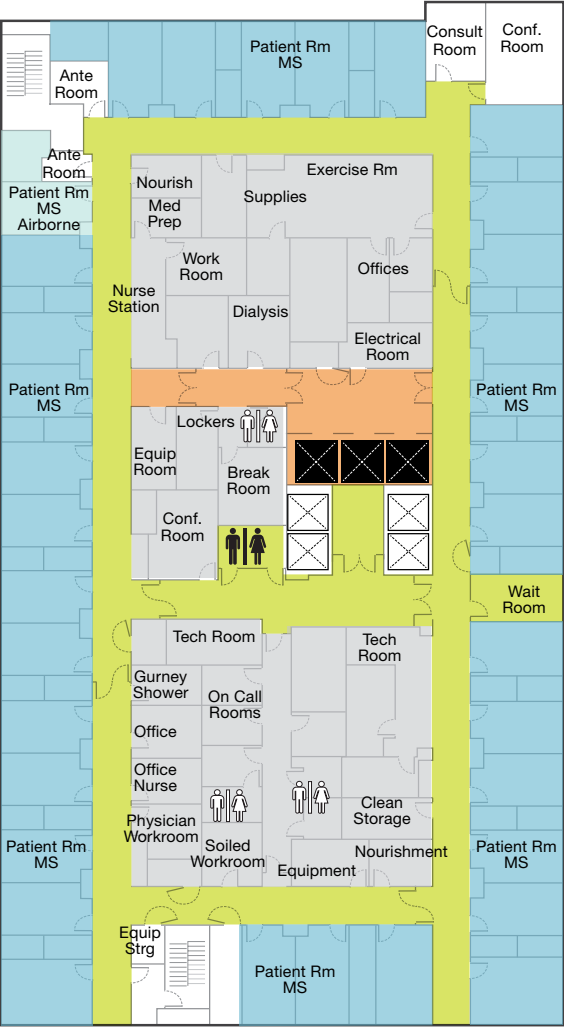 Consult
Room
Conf.
Room
Patient Rm
MS
Ante
Room
Ante
Room
Patient Rm
MS
Airborne
Nourish
Med
Prep
Exercise Rm
Supplies
Work
Room
Offices
Nurse
Station
Dialysis
Electrical
Room
Patient Rm
MS
Patient Rm
MS
Lockers
Equip
Room
Break
Room
Conf.
Room
Wait
Room
Tech Room
Tech
Room
Gurney
Shower
On Call
Rooms
Office
Office
Nurse
Physician
Workroom
Clean
Storage
Soiled
Workroom
Nourishment
Equipment
Patient Rm
MS
Patient Rm
MS
Equip
Strg
Patient Rm
MS